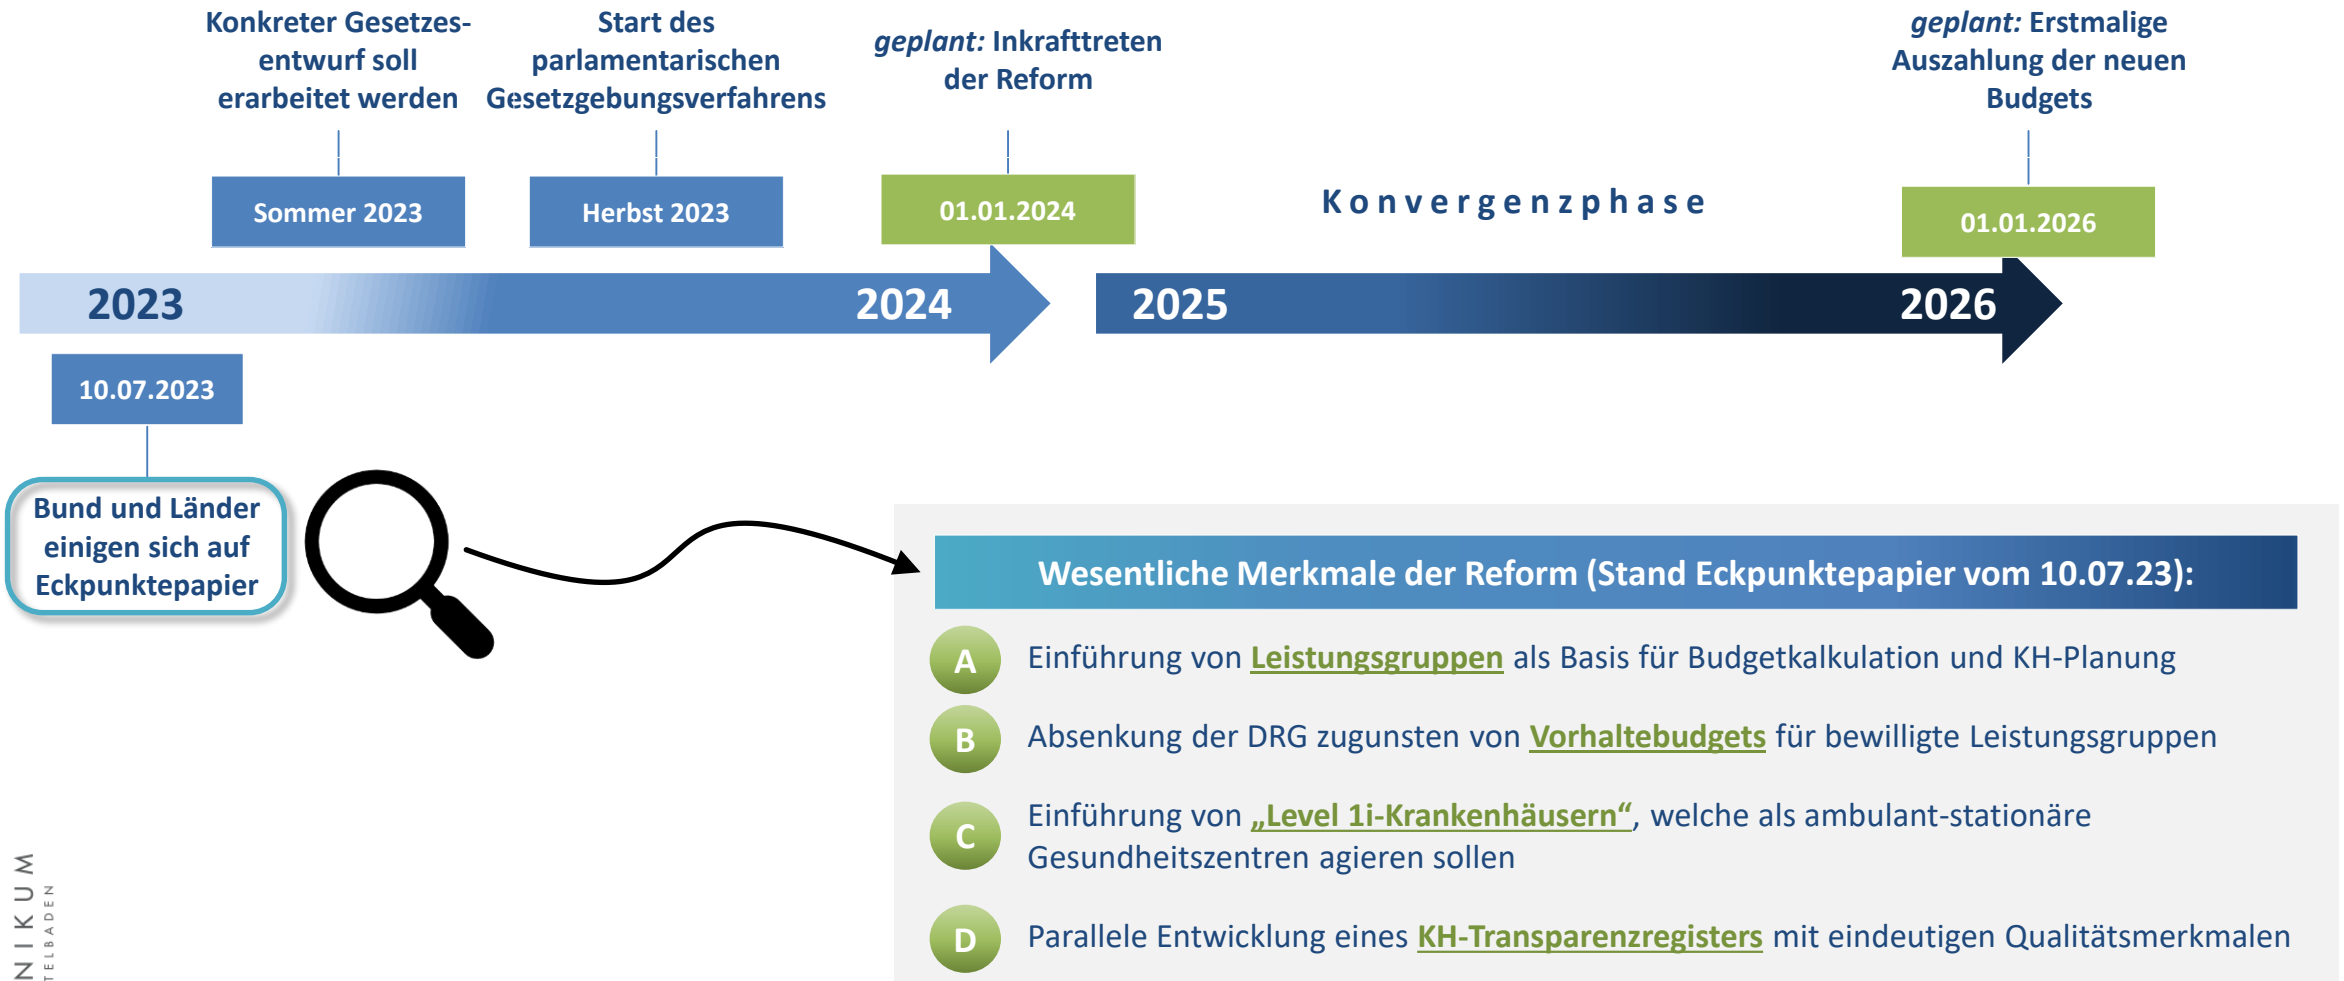 Konkreter Gesetzes-
entwurf soll
erarbeitet werden
Start des
parlamentarischen
Gesetzgebungsverfahrens
geplant: Inkrafttreten
der Reform
geplant: Erstmalige
Auszahlung der neuen
Budgets
Sommer 2023
Herbst 2023
01.01.2024
Konvergenzphase
01.01.2026
2023
2024
2025
2026
10.07.2023
Bund und Länder
einigen sich auf
Eckpunktepapier
Wesentliche Merkmale der Reform (Stand Eckpunktepapier vom 10.07.23):
A Einführung von Leistungsgruppen als Basis für Budgetkalkulation und KH-Planung
B Absenkung der DRG zugunsten von Vorhaltebudgets für bewilligte Leistungsgruppen
C Einführung von „Level 1i-Krankenhäusern“, welche als ambulant-stationäre
Gesundheitszentren agieren sollen
D Parallele Entwicklung eines KH-Transparenzregisters mit eindeutigen Qualitätsmerkmalen
NIKUM
TELBADEN